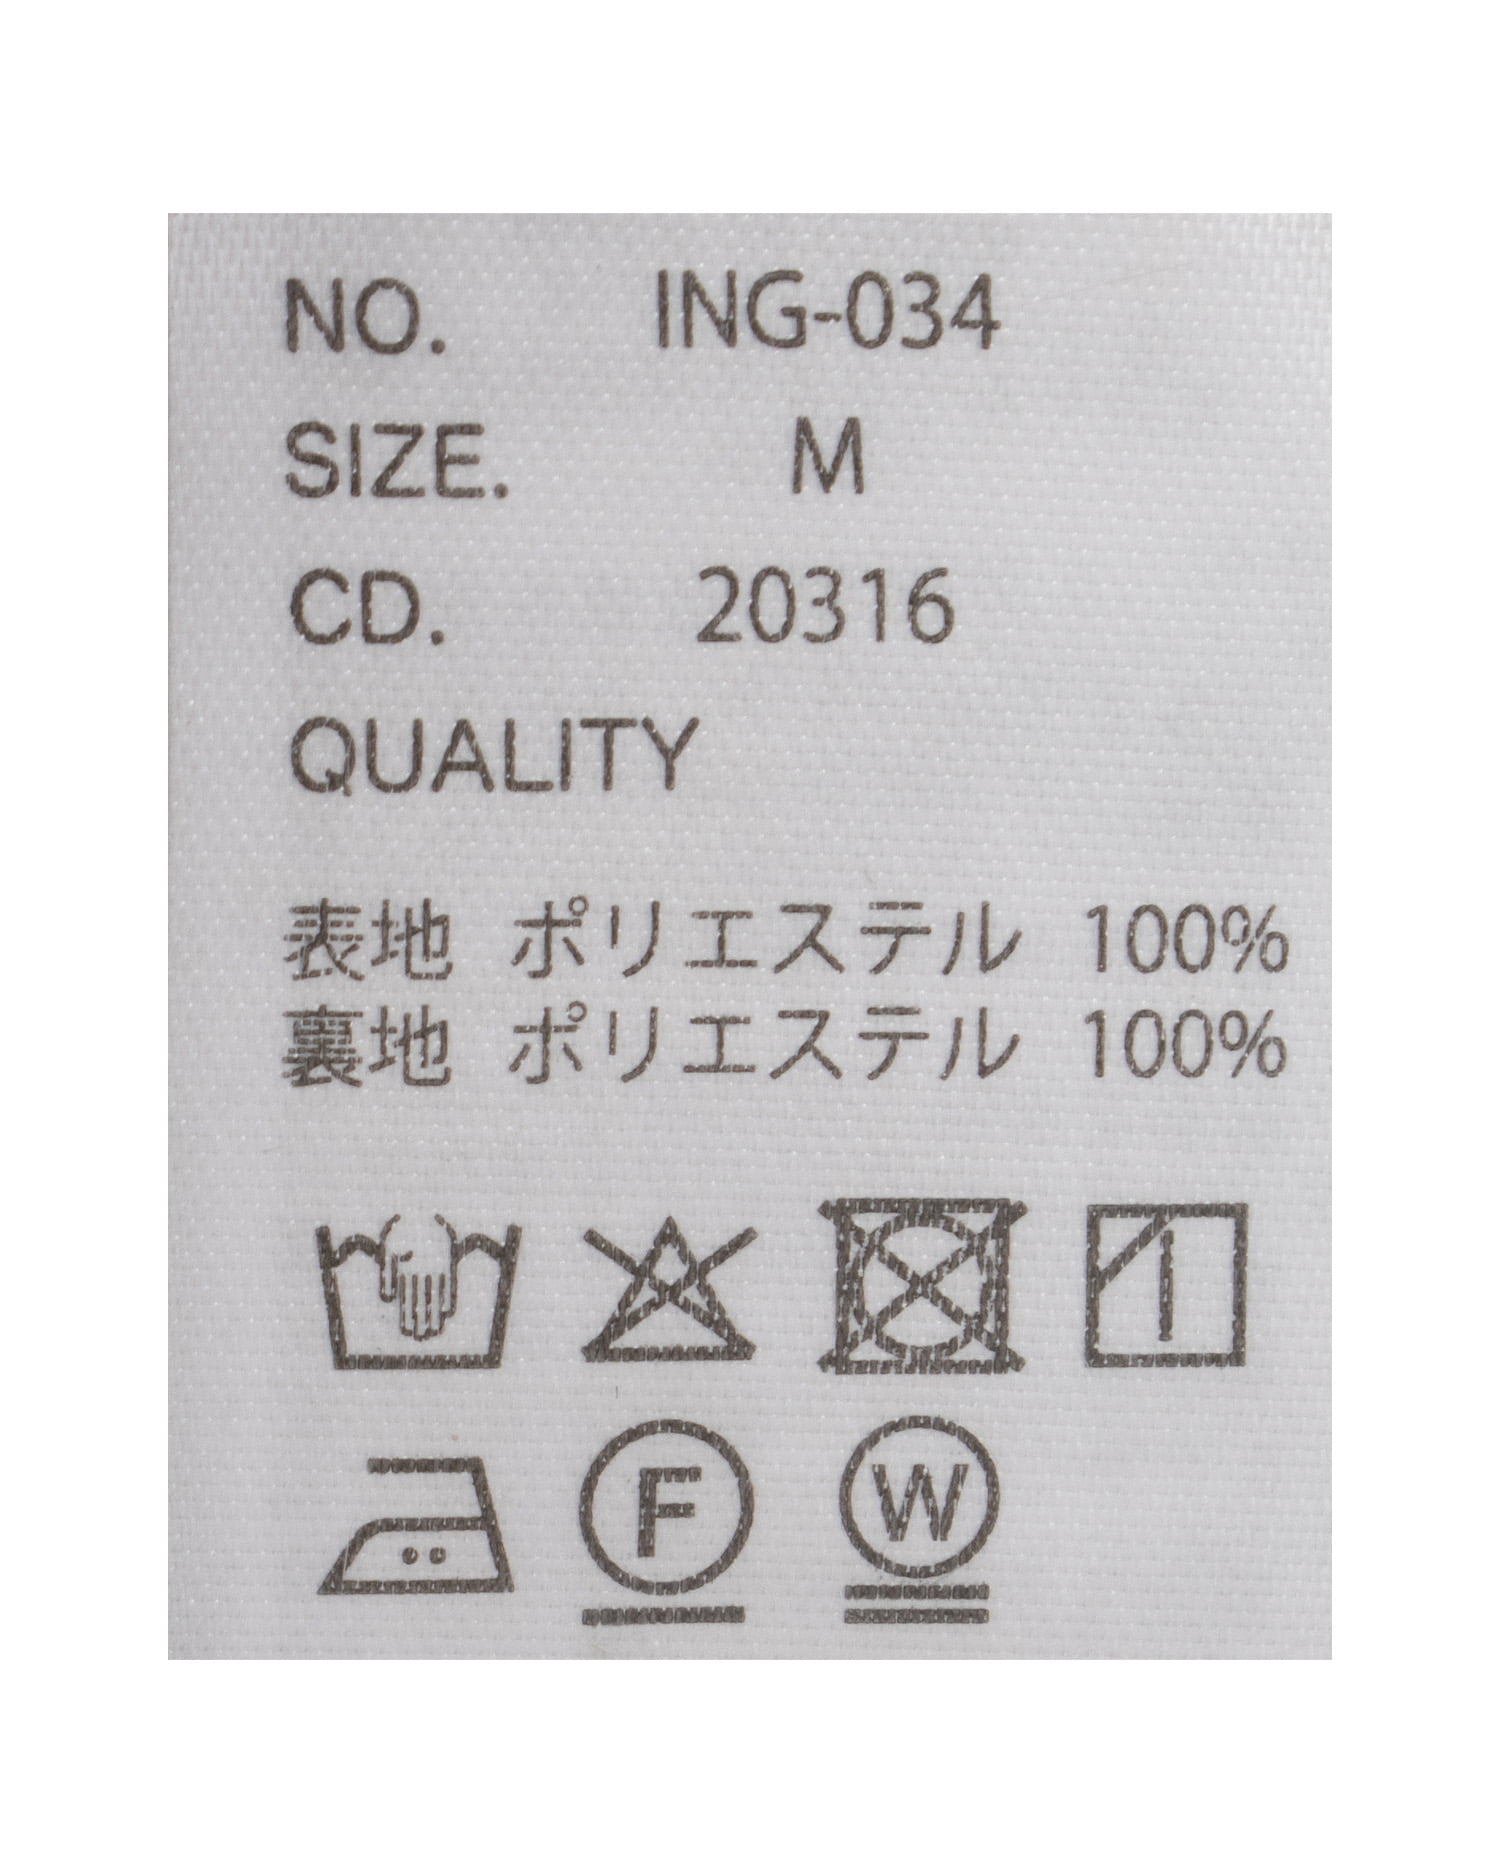 NO. ING-034
SIZE. M
CD. 20316
QUALITY
表地 ポリエステル 100%
裏地 ポリエステル 100%
F W